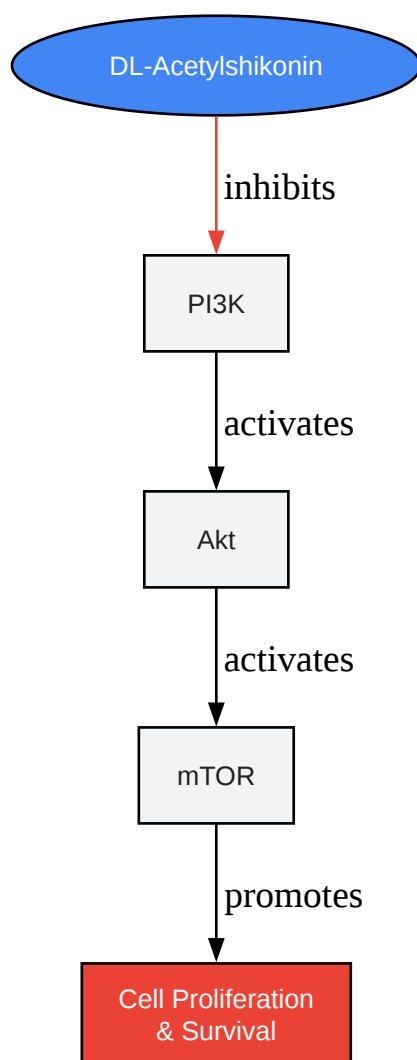 DL-Acetylshikonin
inhibits
PI3K
activates
Akt
activates
mTOR
promotes
Cell Proliferation
& Survival